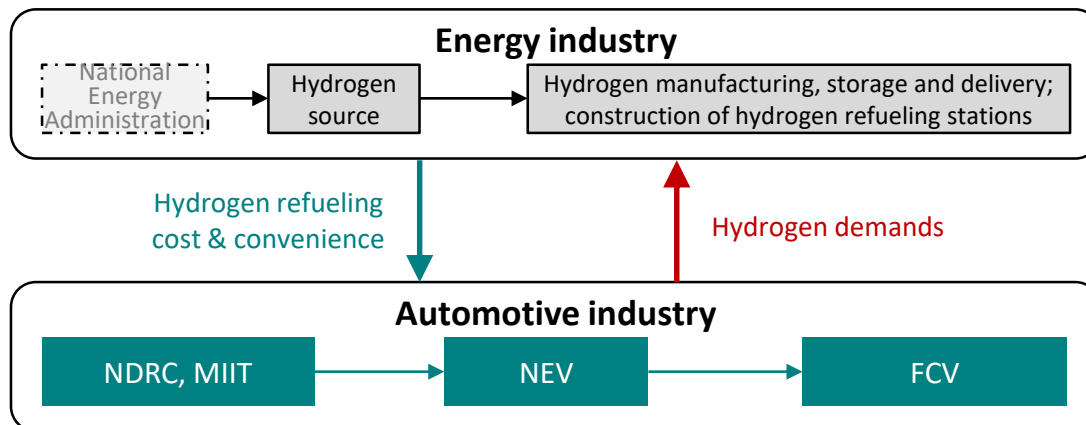 Energy industry
National
Energy
Administration
Hydrogen
source
Hydrogen manufacturing, storage and delivery;
construction of hydrogen refueling stations
Hydrogen refueling
cost & convenience
Hydrogen demands
Automotive industry
NDRC, MIIT
NEV
FCV